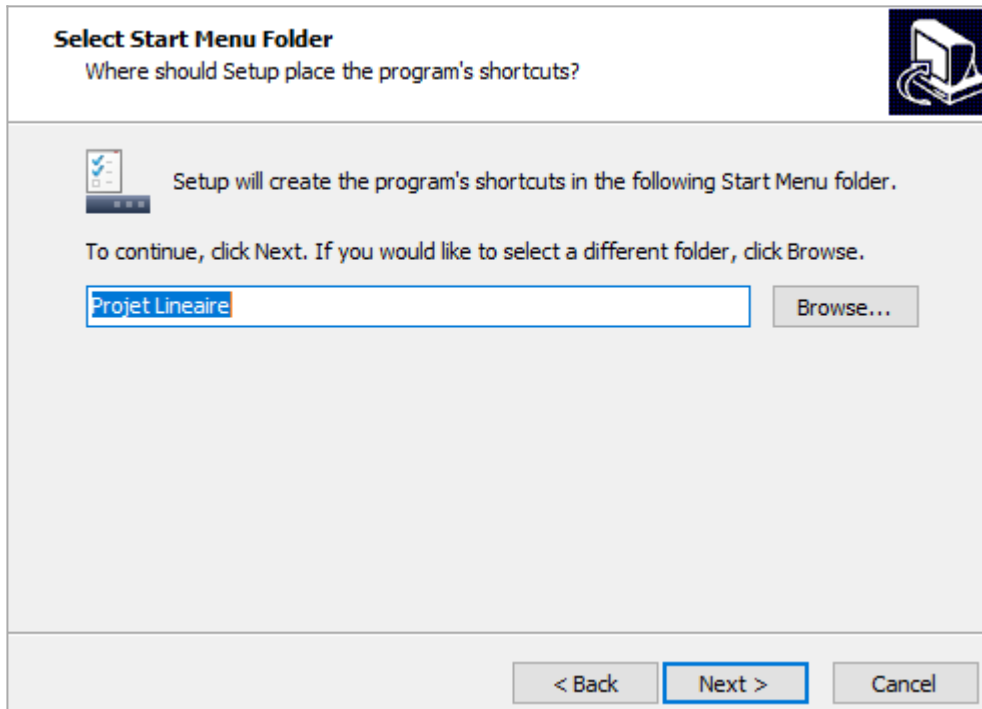 Select Start Menu Folder
Where should Setup place the program's shortcuts?
Setup will create the program's shortcuts in the following Start Menu folder.
To continue, click Next. If you would like to select a different folder, click Browse.
Projet Lineaire
Browse...
< Back
Next >
Cancel